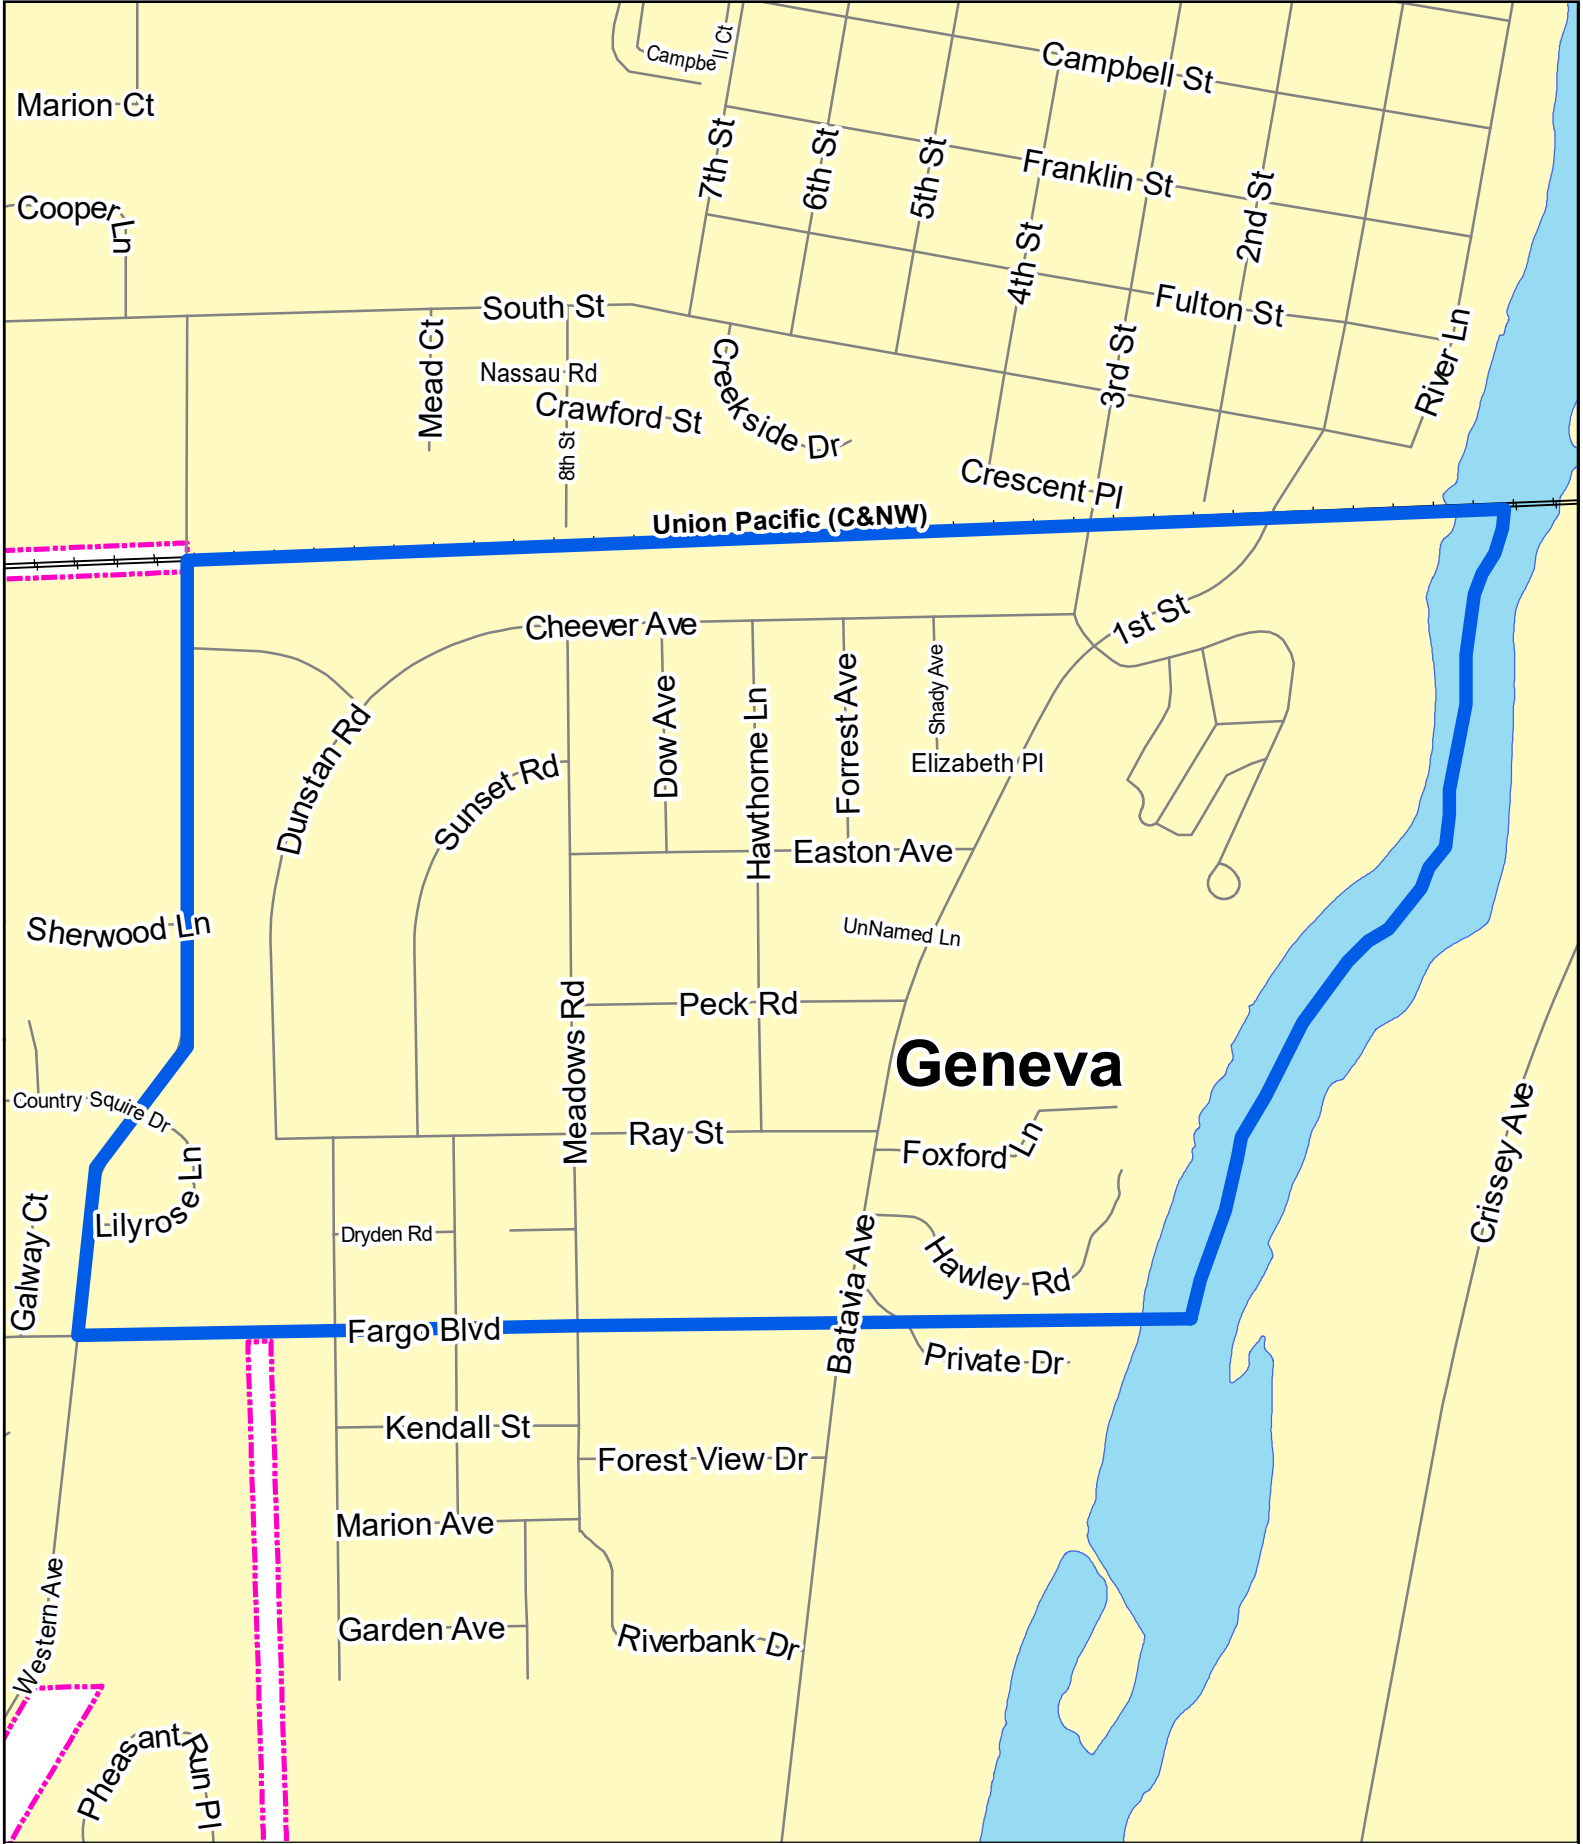 Campbell Ct
Campbell St
Marion Ct
7th St
6th St
5th St
Franklin St
Cooper Ln
4th St
2nd St
South St
Fulton St
Mead Ct
Nassau Rd
Crawford St
8th St
Creekside Dr
3rd St
River Ln
Crescent Pl
Union Pacific (C&NW)
Cheever Ave
1st St
Dunstan Rd
Sunset Rd
Dow Ave
Hawthorne Ln
Forrest Ave
Shady Ave
Elizabeth Pl
Easton Ave
Sherwood Ln
UnNamed Ln
Meadows Rd
Peck Rd
Geneva
Country Squire Dr
Ray St
Foxford Ln
Crissey Ave
Lilyrose Ln
Galway Ct
Dryden Rd
Batavia Ave
Hawley Rd
Fargo Blvd
Private Dr
Kendall St
Forest View Dr
Marion Ave
Western Ave
Garden Ave
Riverbank Dr
Pheasant Run Pl